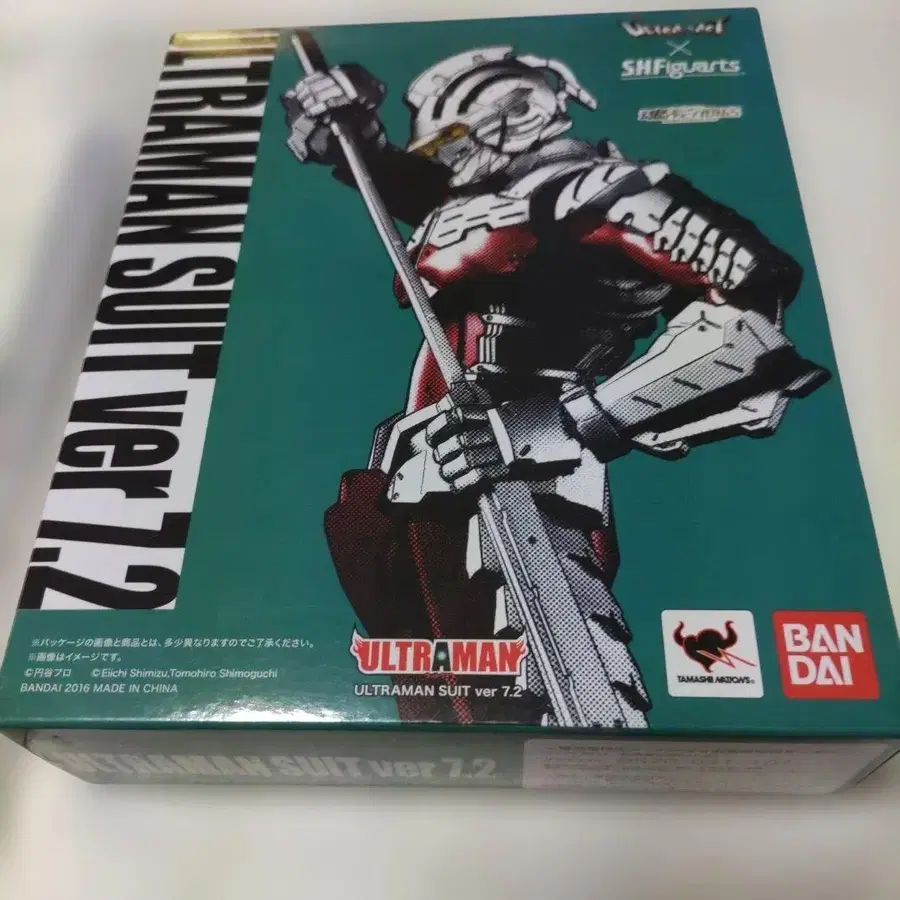 ULTRA-ACT
×
S.H.Figuarts
ULTRAMAN SUIT ver 7.2
※パッケージの画像と商品とは、多少異なりますのでご了承ください。
※画像はイメージです。
©円谷プロ ©Eiichi Shimizu,Tomohiro Shimoguchi
BANDAI 2016 MADE IN CHINA
ULTRAMAN
ULTRAMAN SUIT ver 7.2
TAMASHII NATIONS
BAN
DAI
ULTRAMAN SUIT ver 7.2